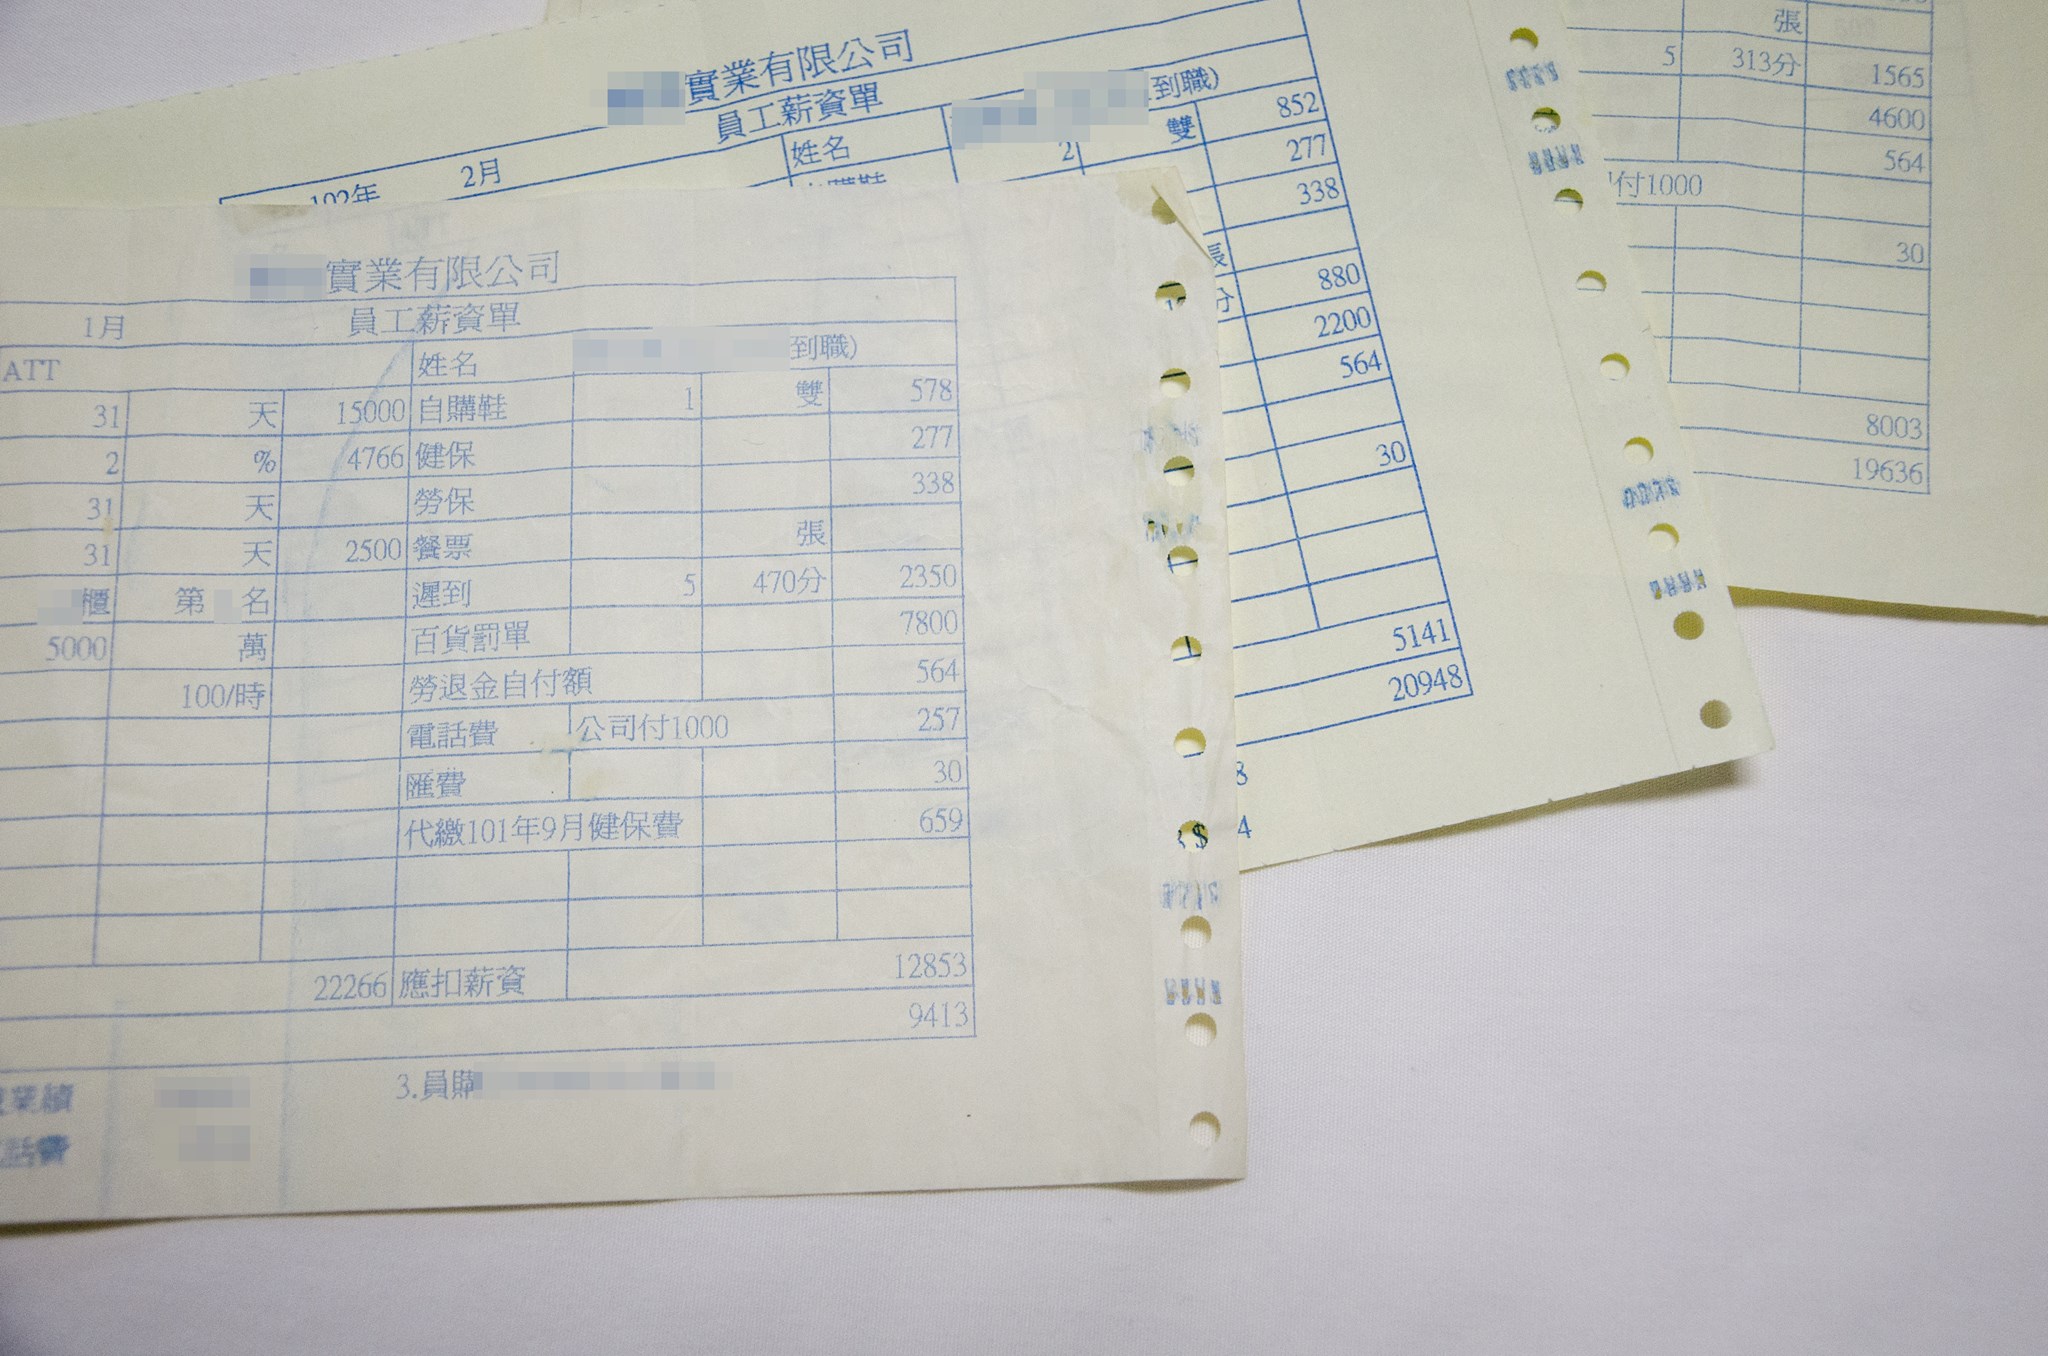 實業有限公司
員工薪資單
1月
ATT
姓名
到職)
31 天 15000 自購鞋 1 雙 578
2 % 4766 健保 277
31 天 勞保 338
31 天 2500 餐票 張
櫃 第 名 遲到 5 470分 2350
5000 萬 百貨罰單 7800
100/時 勞退金自付額 564
電話費 公司付1000 257
匯費 30
代繳101年9月健保費 659
22266 應扣薪資 12853
9413
業績
話費
3.員購
實業有限公司
員工薪資單
102年 2月
姓名 到職)
2 雙 852
277
338
張
分 880
2200
564
30
5141
20948
8
4
$
張
5 313分 1565
4600
564
付1000
30
8003
19636